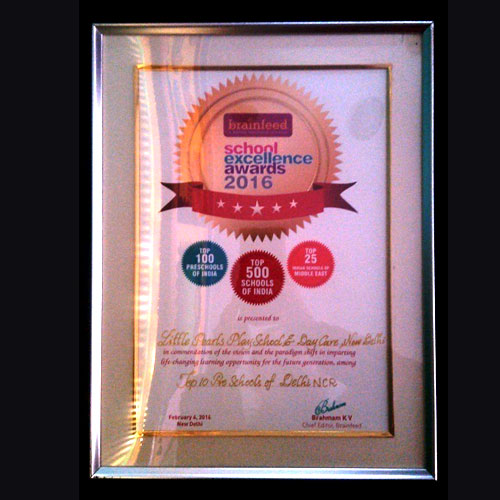 brainfeed
school
excellence
awards
2016
TOP
100
PRESCHOOLS
OF INDIA
TOP
500
SCHOOLS
OF INDIA
TOP
25
INDIAN SCHOOLS OF
MIDDLE EAST
is presented to
Little Pearls Play School & Day Care, New Delhi
in commendation of the vision and the paradigm shift in imparting
life-changing learning opportunity for the future generation, among
Top 10 Pre Schools of Delhi NCR
February 6, 2016
New Delhi
Brahmam
Brahmam K V
Chief Editor, Brainfeed